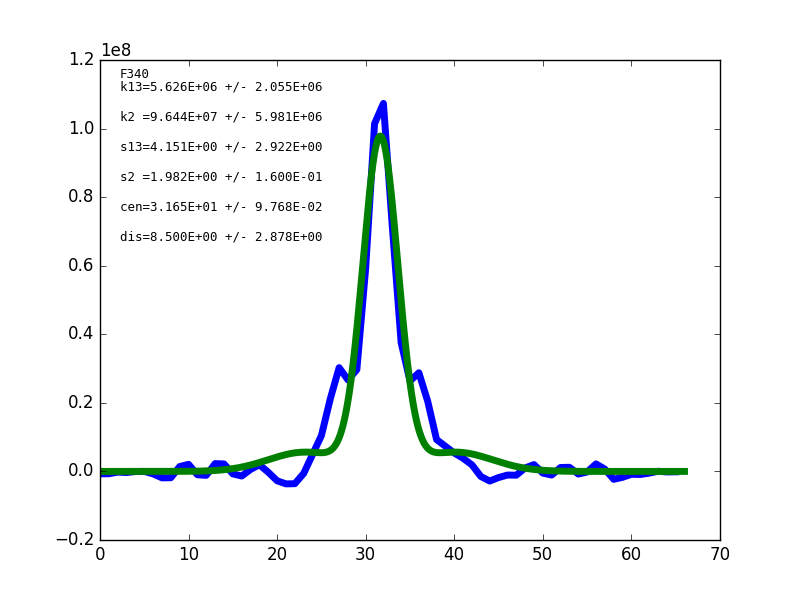 1e8
F340
k13=5.626E+06 +/- 2.055E+06
k2 =9.644E+07 +/- 5.981E+06
s13=4.151E+00 +/- 2.922E+00
s2 =1.982E+00 +/- 1.600E-01
cen=3.165E+01 +/- 9.768E-02
dis=8.500E+00 +/- 2.878E+00
1.2
1.0
0.8
0.6
0.4
0.2
0.0
−0.2
0 10 20 30 40 50 60 70